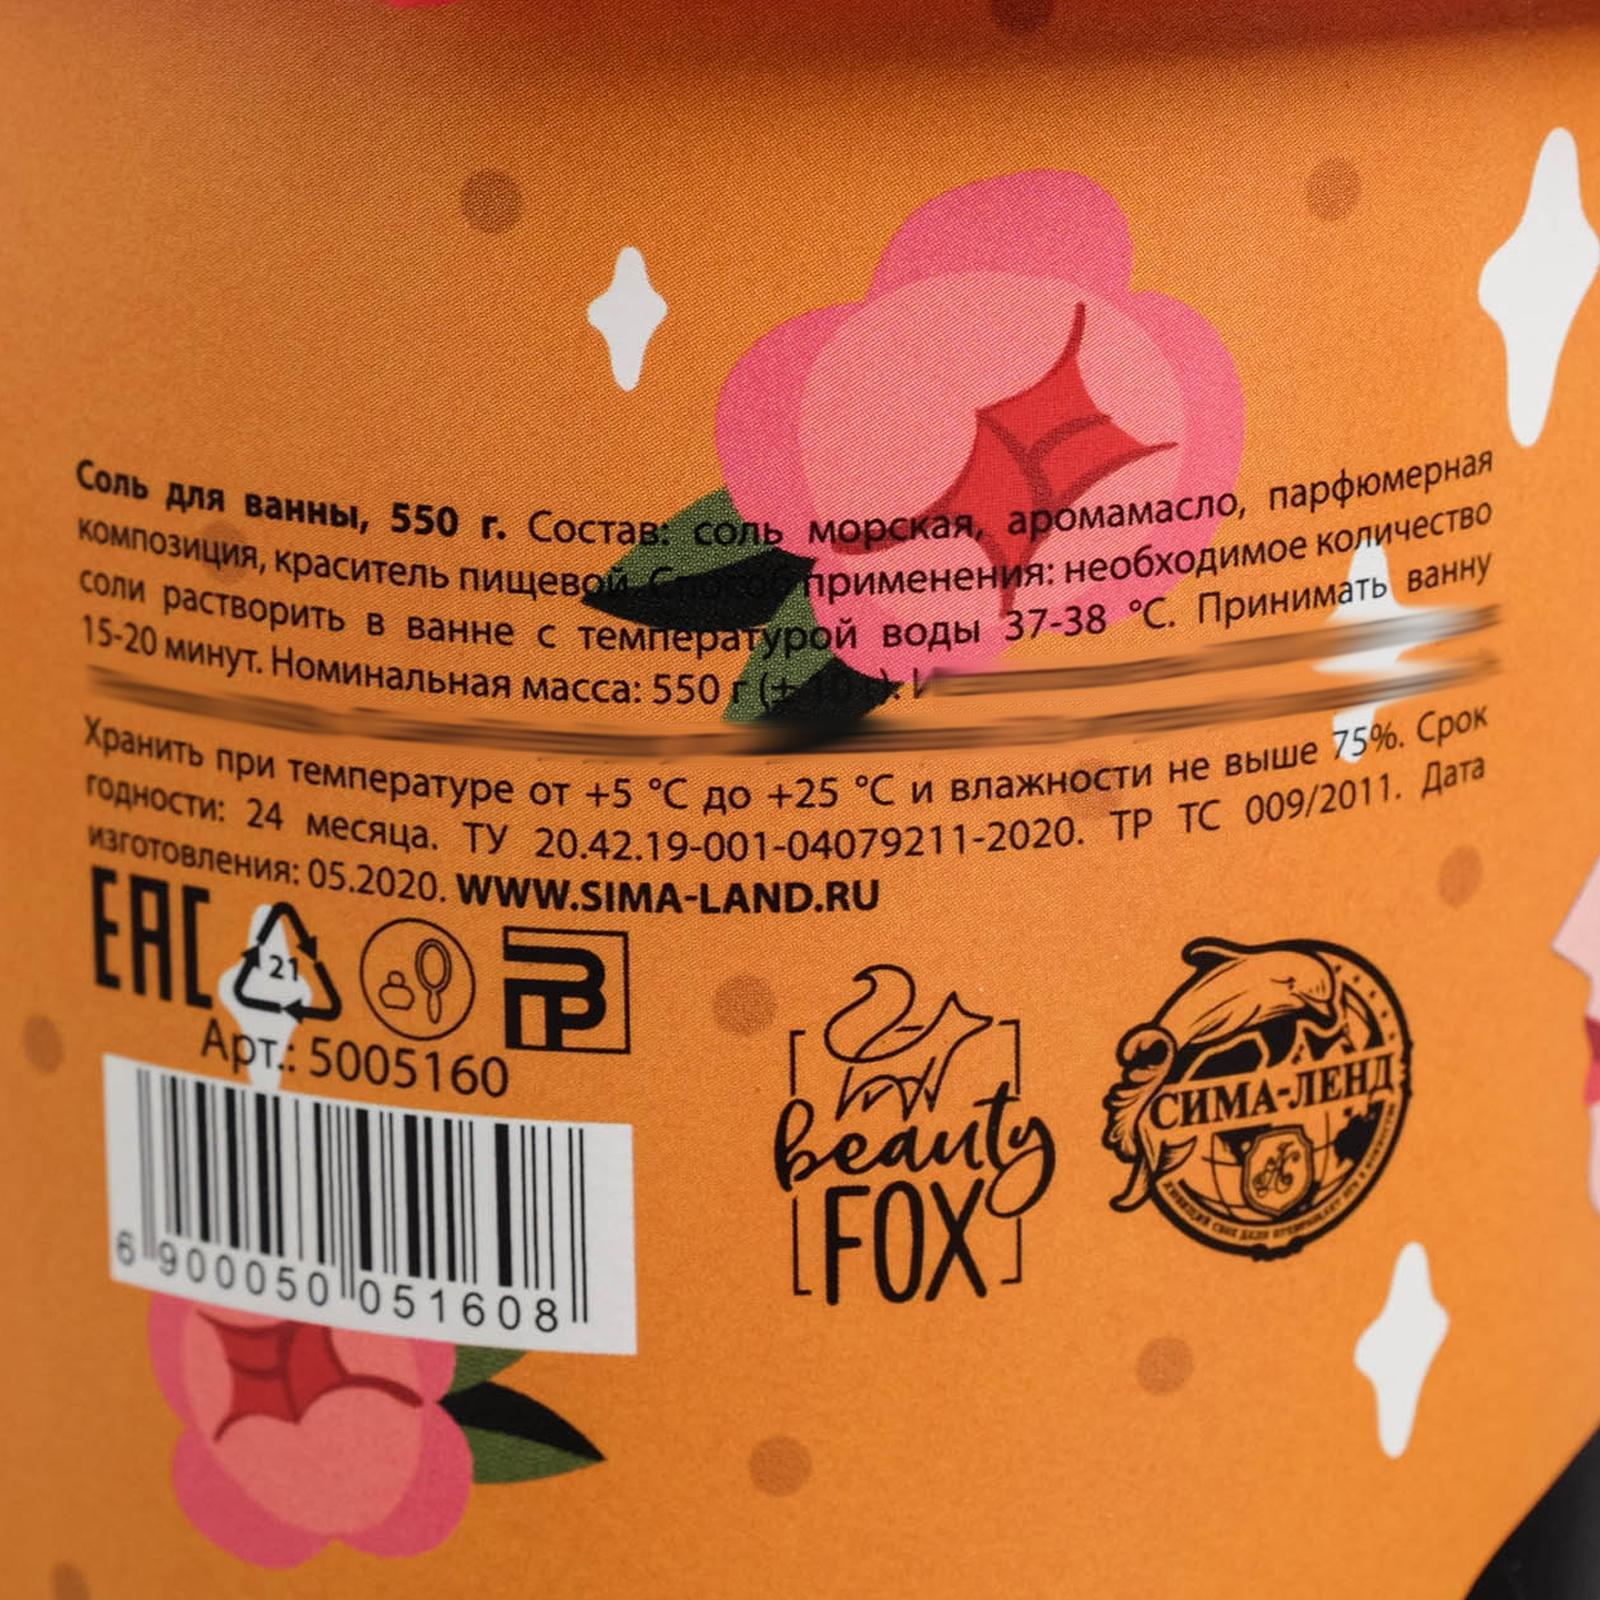 Соль для ванны, 550 г. Состав: соль морская, аромамасло, парфюмерная
композиция, краситель пищевой. Способ применения: необходимое количество
соли растворить в ванне с температурой воды 37-38 °С. Принимать ванну
15-20 минут. Номинальная масса: 550 г (± 10 г).
Хранить при температуре от +5 °С до +25 °С и влажности не выше 75%. Срок
годности: 24 месяца. ТУ 20.42.19-001-04079211-2020. ТР ТС 009/2011. Дата
изготовления: 05.2020. WWW.SIMA-LAND.RU
EAC
21
Арт.: 5005160
6 900050 051608
beauty
FOX
СИМА-ЛЕНД